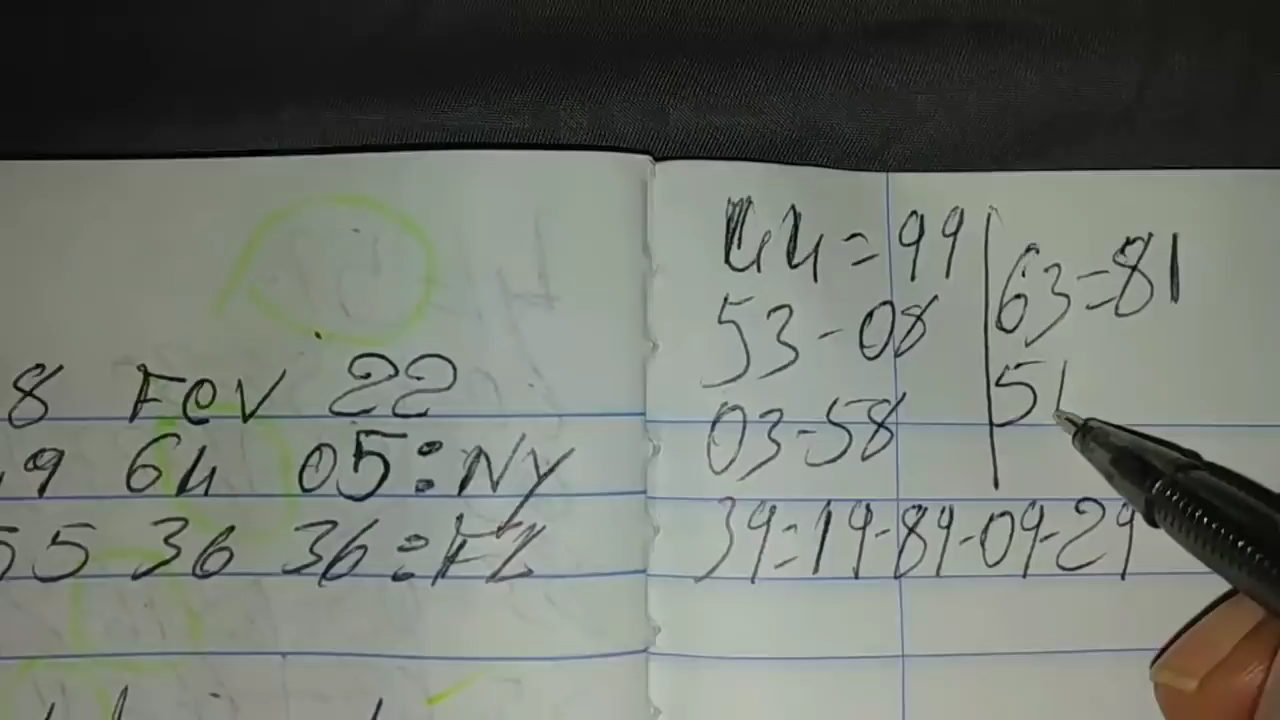 8 Fev 22
19 64 05:NY
55 36 36:FL
44=99
53-08
03-58
63=81
51
39=19-89-09-29